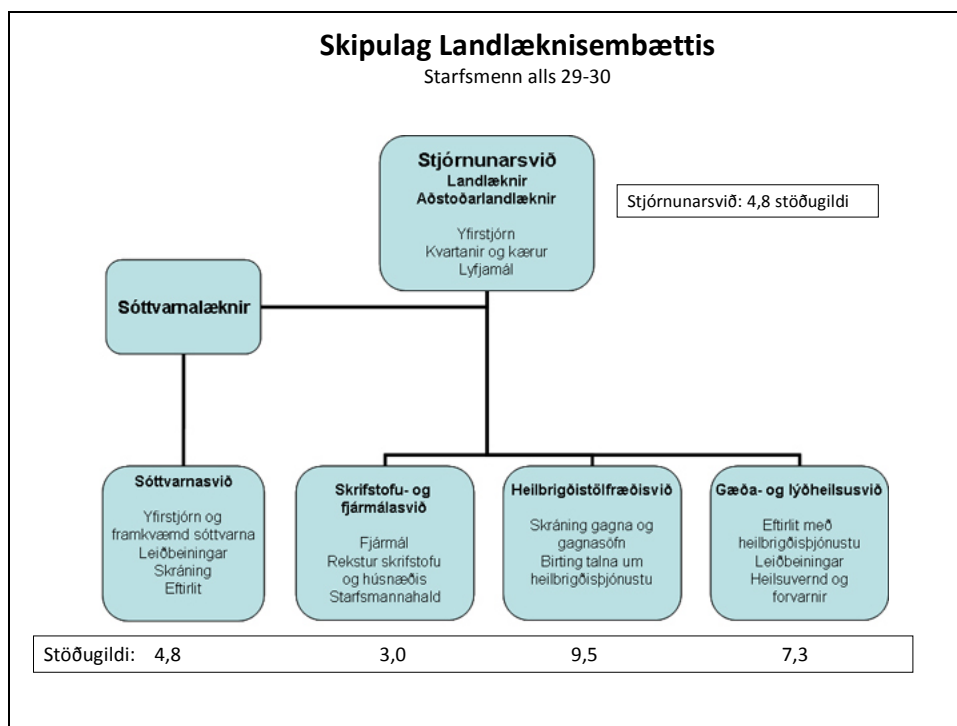 Skipulag Landlæknisembættis
Starfsmenn alls 29-30
Stjórnunarsvið
Landlæknir
Aðstoðarlandlæknir
Yfirstjórn
Kvartanir og kærur
Lyfjamál
Stjórnunarsvið: 4,8 stöðugildi
Sóttvarnalæknir
Sóttvarnasvið
Yfirstjórn og
framkvæmd sóttvarna
Leiðbeiningar
Skráning
Eftirlit
Skrifstofu- og
fjármálasvið
Fjármál
Rekstur skrifstofu
og húsnæðis
Starfsmannahald
Heilbrigðistölfræðisvið
Skráning gagna og
gagnasöfn
Birting talna um
heilbrigðisþjónustu
Gæða- og lýðheilsusvið
Eftirlit með
heilbrigðisþjónustu
Leiðbeiningar
Heilsuvernd og
forvarnir
Stöðugildi: 4,8 3,0 9,5 7,3